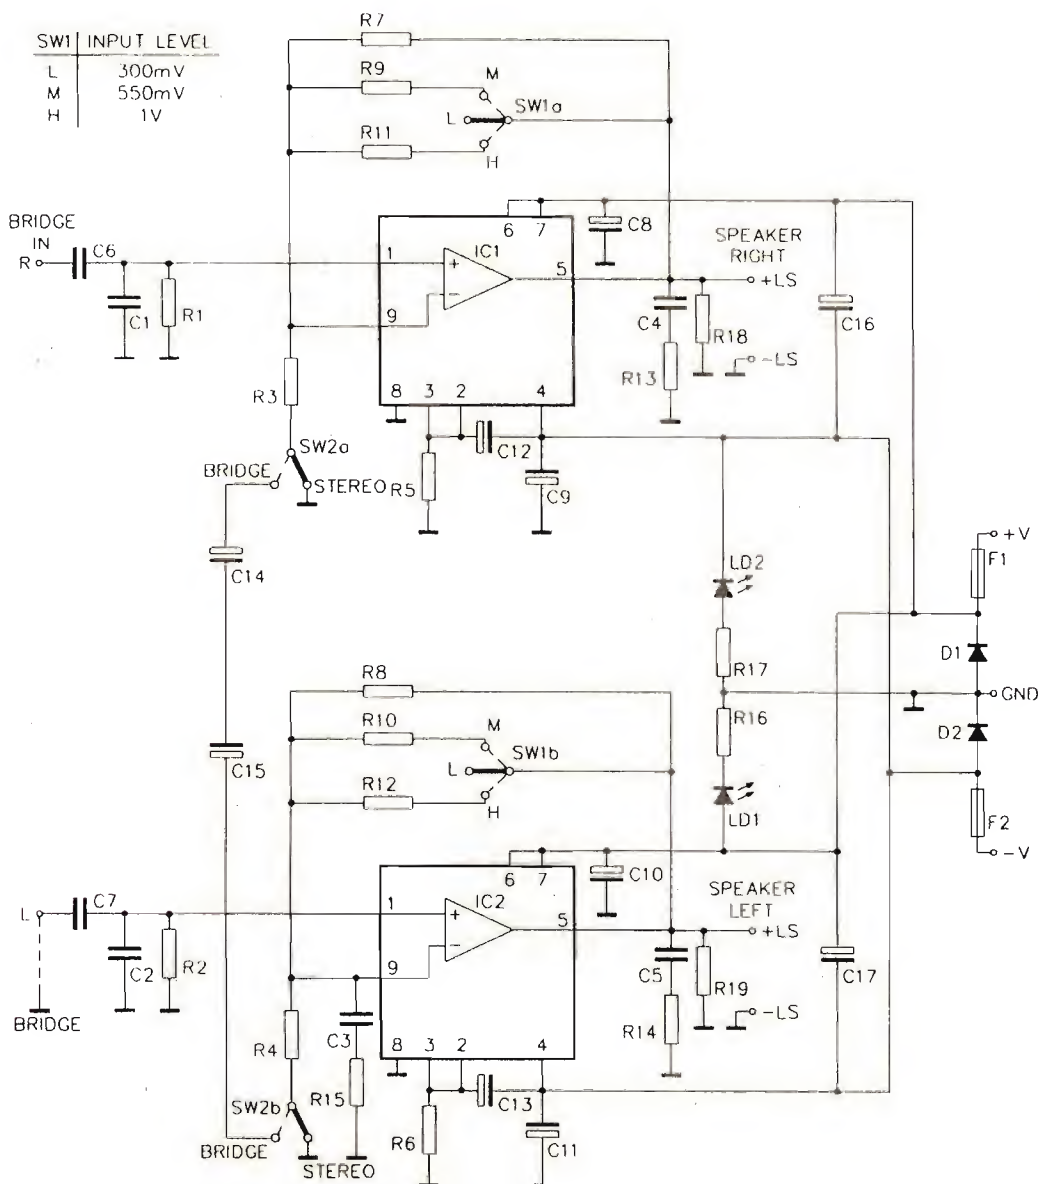 SW1 INPUT LEVEL
L 300mV
M 550mV
H 1V
R7
R9
M
L
SW1a
R11
H
BRIDGE
IN
R
C6
C1
R1
1
IC1
+
−
9
5
6
7
C8
SPEAKER
RIGHT
+LS
C4
R18
−LS
R13
C16
R3
8
3
2
4
C12
C9
R5
SW2a
BRIDGE
STEREO
C14
LD2
R17
+V
F1
D1
GND
D2
F2
−V
R16
LD1
C15
R8
R10
M
L
SW1b
R12
H
L
C7
C2
R2
BRIDGE
1
IC2
+
−
9
5
6
7
C10
SPEAKER
LEFT
+LS
C5
R19
−LS
R14
C17
R4
C3
R15
8
3
2
4
C13
C11
R6
SW2b
BRIDGE
STEREO